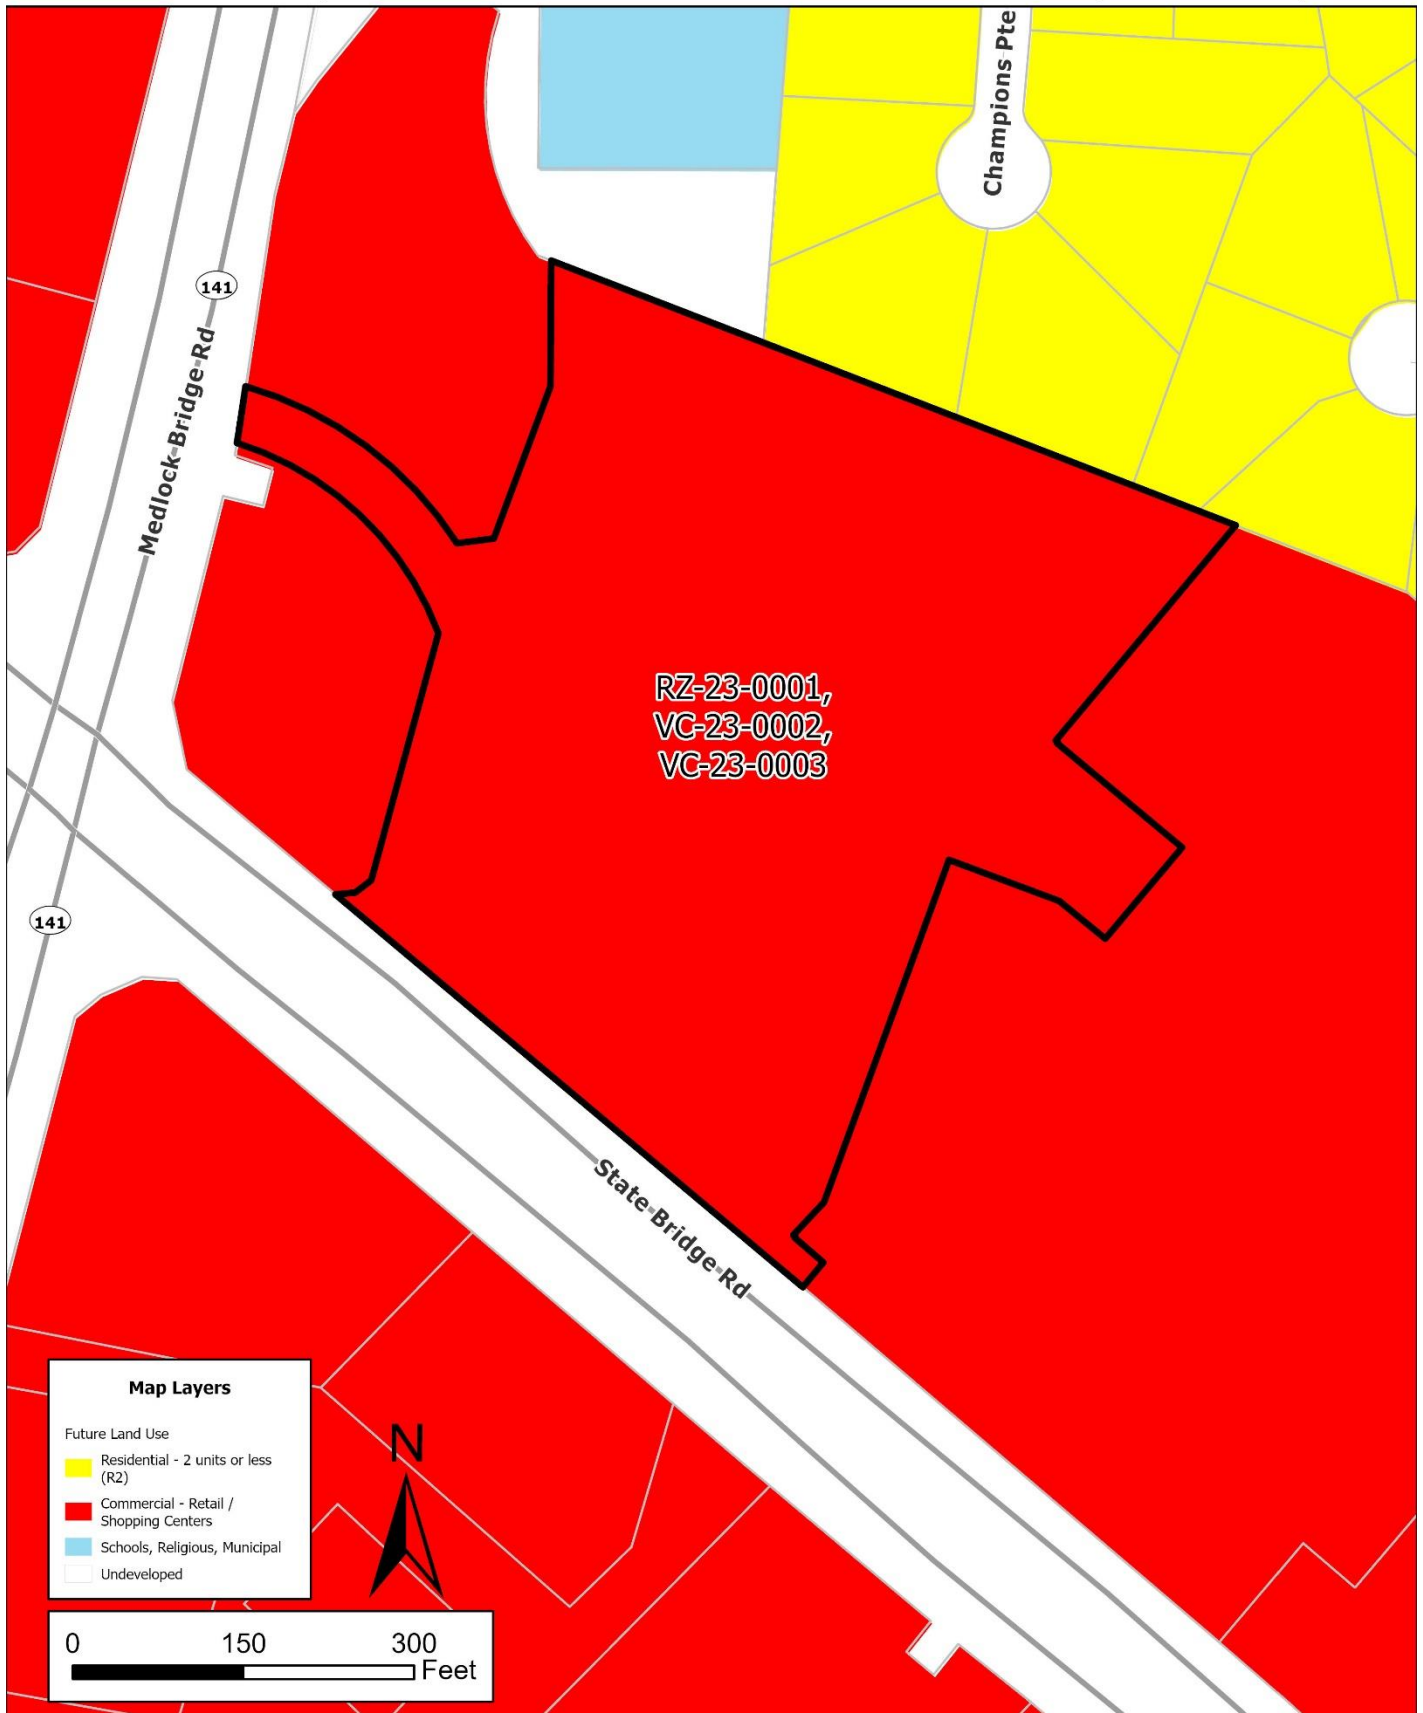 Champions Pte
141
Medlock Bridge Rd
RZ-23-0001,
VC-23-0002,
VC-23-0003
141
State Bridge Rd
Map Layers
Future Land Use
Residential - 2 units or less
(R2)
Commercial - Retail /
Shopping Centers
Schools, Religious, Municipal
Undeveloped
N
0 150 300
Feet